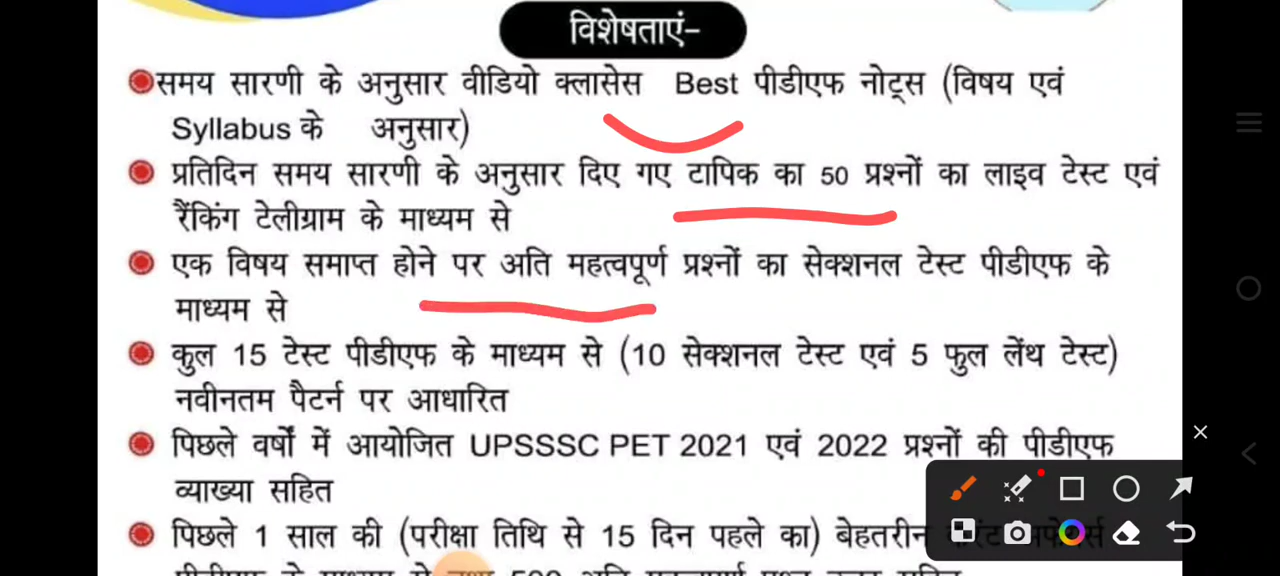 विशेषताएं–
समय सारणी के अनुसार वीडियो क्लासेस Best पीडीएफ नोट्स (विषय एवं
Syllabus के अनुसार)
प्रतिदिन समय सारणी के अनुसार दिए गए टापिक का 50 प्रश्नों का लाइव टेस्ट एवं
रैंकिंग टेलीग्राम के माध्यम से
एक विषय समाप्त होने पर अति महत्वपूर्ण प्रश्नों का सेक्शनल टेस्ट पीडीएफ के
माध्यम से
कुल 15 टेस्ट पीडीएफ के माध्यम से (10 सेक्शनल टेस्ट एवं 5 फुल लेंथ टेस्ट)
नवीनतम पैटर्न पर आधारित
पिछले वर्षों में आयोजित UPSSSC PET 2021 एवं 2022 प्रश्नों की पीडीएफ
व्याख्या सहित
पिछले 1 साल की (परीक्षा तिथि से 15 दिन पहले का) बेहतरीन